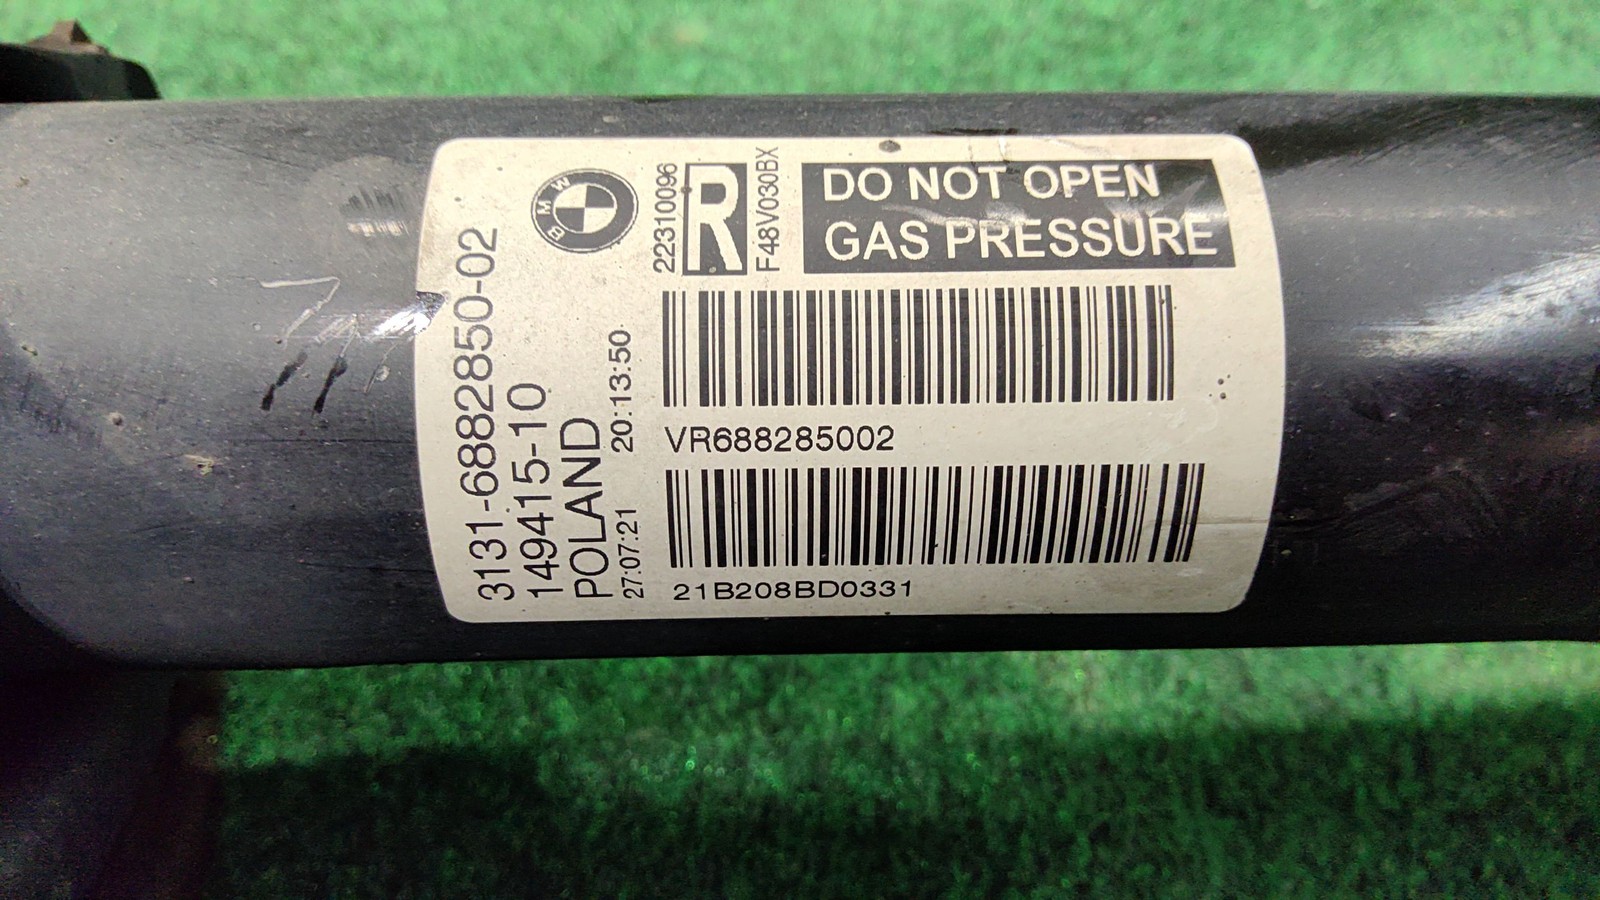 3131-6882850-02
149415-10
POLAND
27:07:21 20:13:50
BMW
22310096
R
F48V030BX
DO NOT OPEN
GAS PRESSURE
VR688285002
21B208BD0331